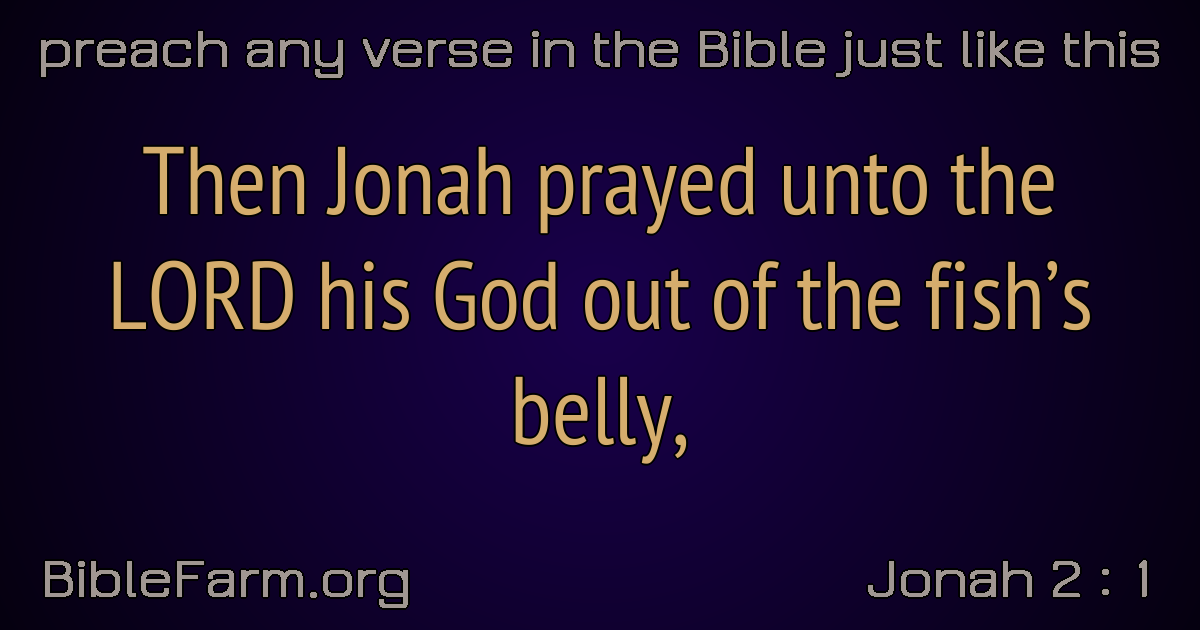 preach any verse in the Bible just like this
Then Jonah prayed unto the
LORD his God out of the fish’s
belly,
BibleFarm.org
Jonah 2 : 1